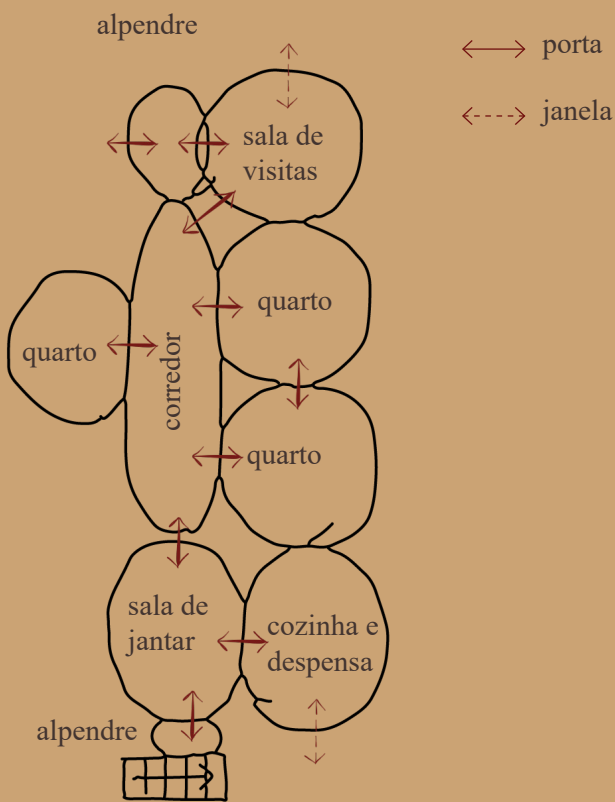 alpendre
porta
janela
sala de
visitas
quarto
quarto
corredor
quarto
sala de
jantar
cozinha e
despensa
alpendre